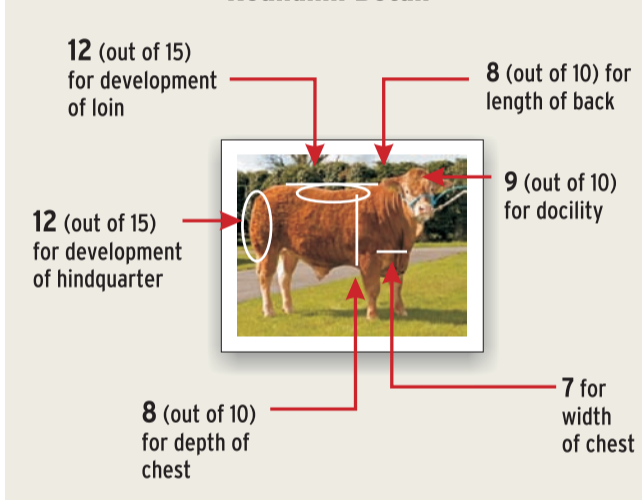 12 (out of 15)
for development
of loin
8 (out of 10) for
length of back
9 (out of 10)
for docility
12 (out of 15)
for development
of hindquarter
8 (out of 10)
for depth of
chest
7 for
width
of chest